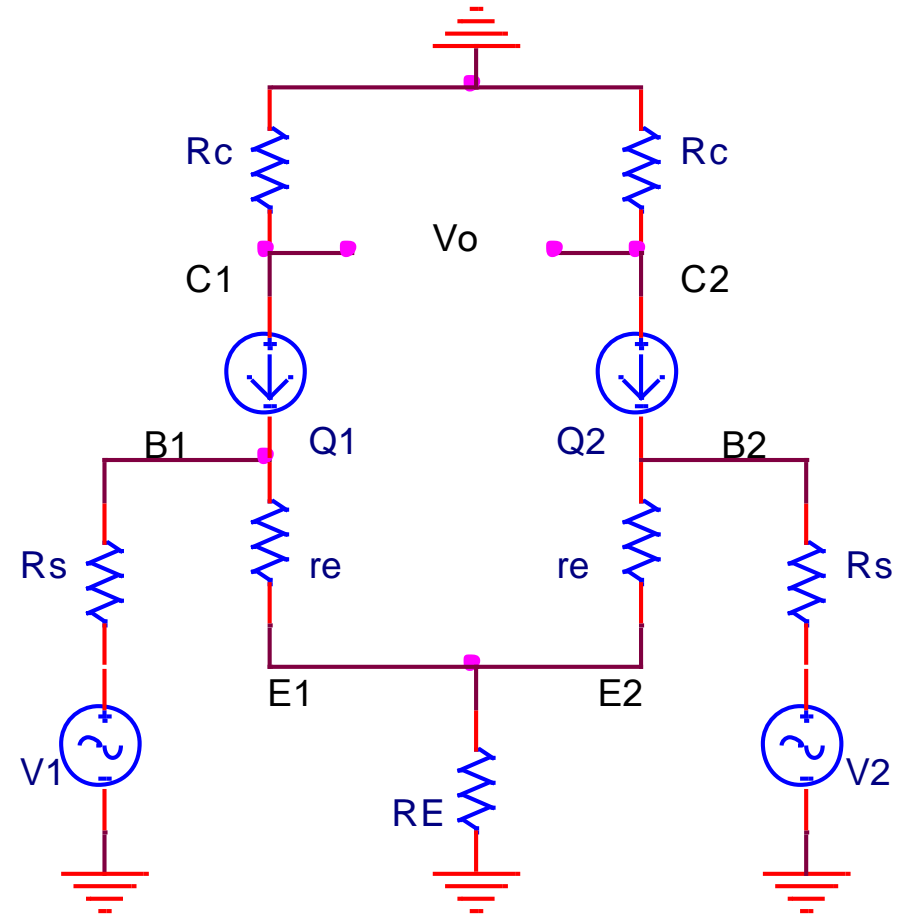 Rc Rc
Vo
C1 C2
Q1 Q2
B1 B2
Rs re re Rs
E1 E2
V1 V2
RE